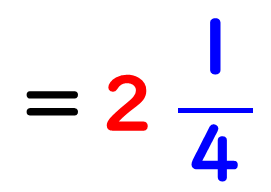 = 2 1/4